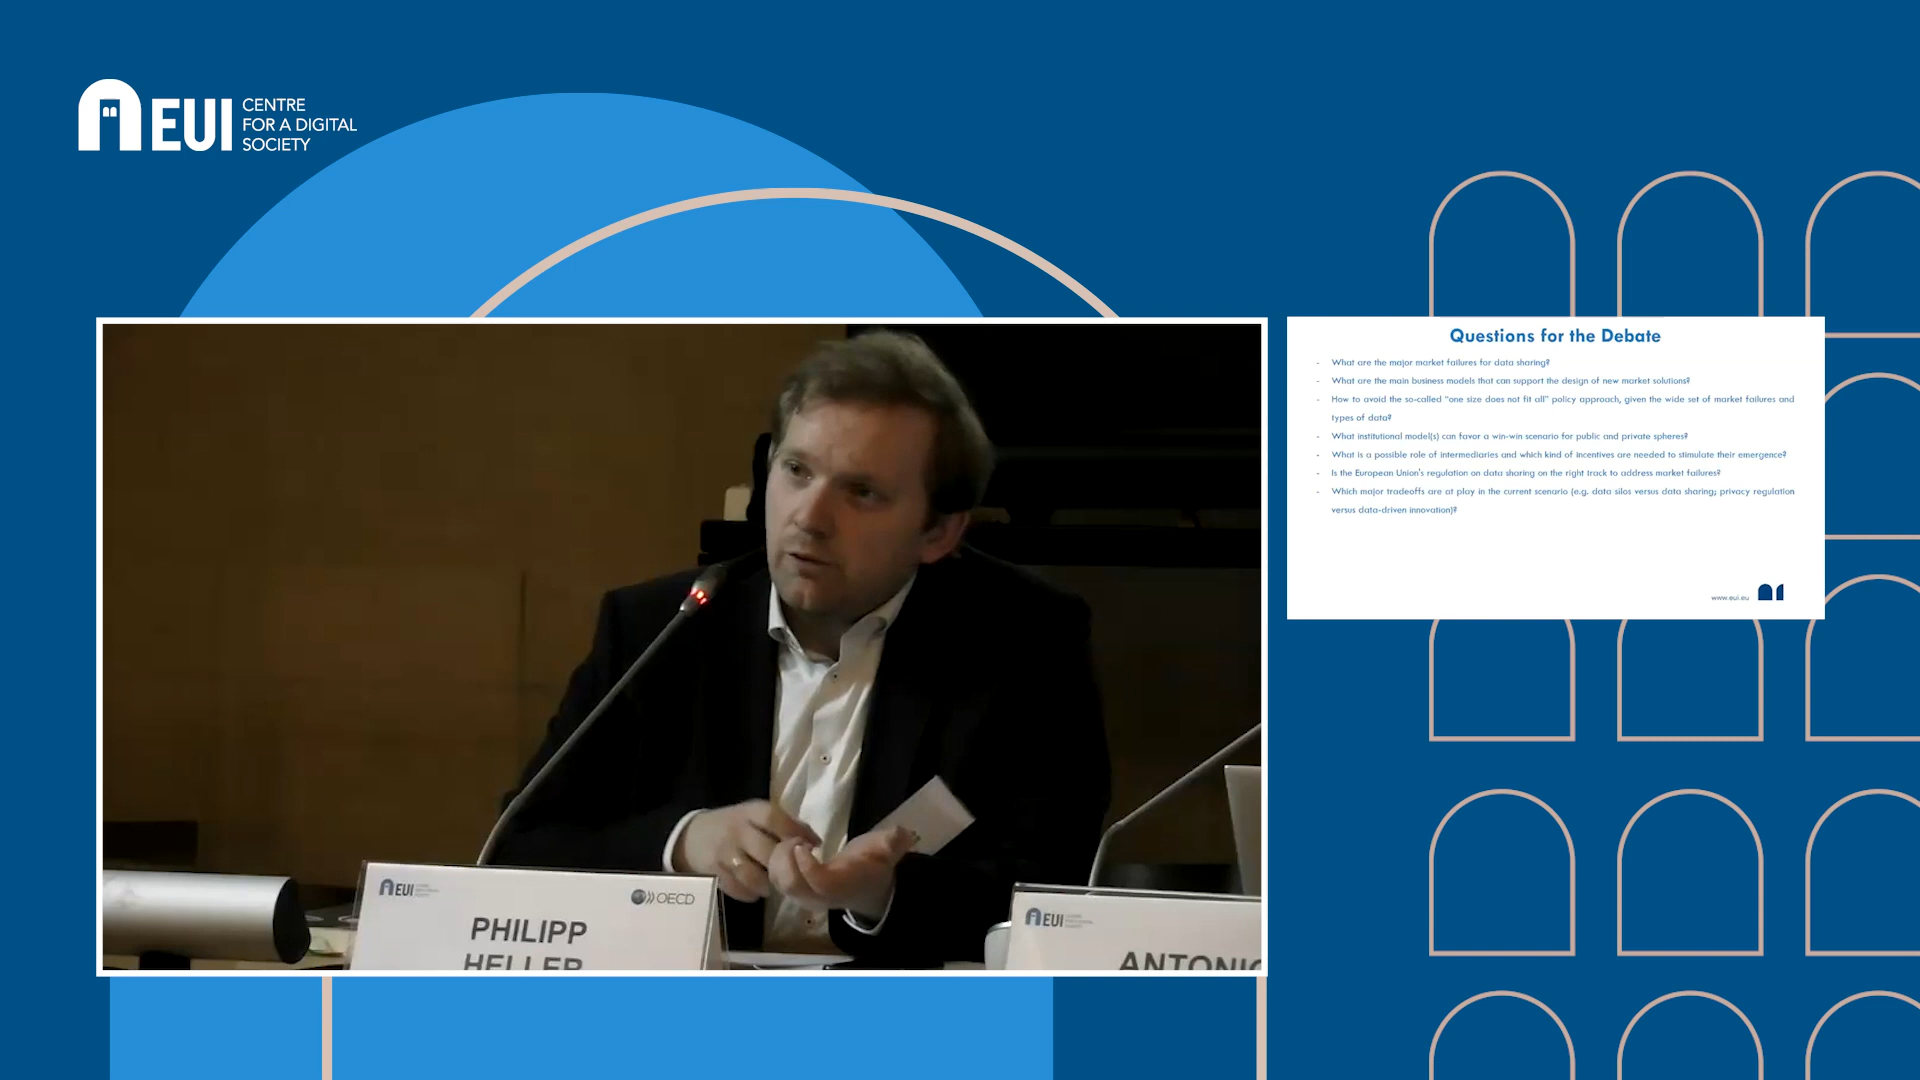 EUI
CENTRE
FOR A DIGITAL
SOCIETY
Questions for the Debate
- What are the major market failures for data sharing?
- What are the main business models that can support the design of new market solutions?
- How to avoid the so-called “one size does not fit all” policy approach, given the wide set of market failures and
types of data?
- What institutional model(s) can favor a win-win scenario for public and private spheres?
- What is a possible role of intermediaries and which kind of incentives are needed to stimulate their emergence?
- Is the European Union's regulation on data sharing on the right track to address market failures?
- Which major tradeoffs are at play in the current scenario (e.g. data silos versus data sharing; privacy regulation
versus data-driven innovation)?
www.eui.eu
EUI
OECD
PHILIPP
HELLER
EUI
ANTONIO